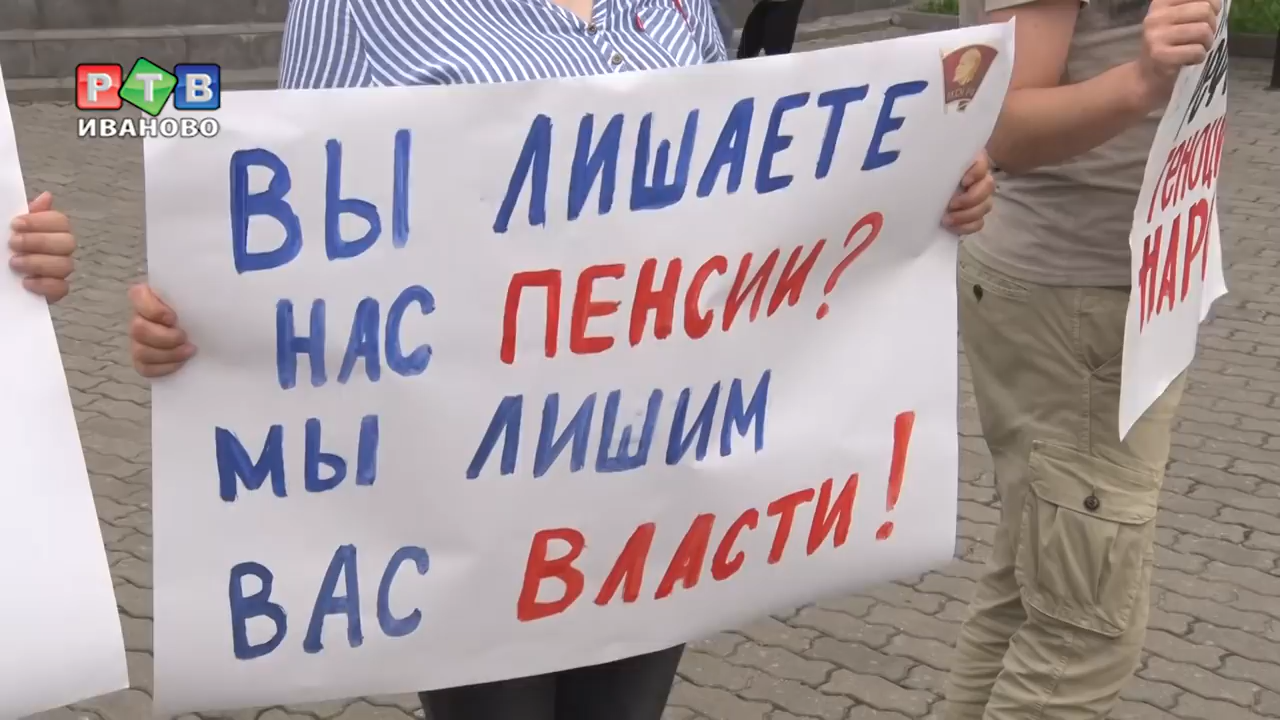 РТВ
ИВАНОВО
ВЫ ЛИШАЕТЕ
НАС ПЕНСИИ?
МЫ ЛИШИМ
ВАС ВЛАСТИ!